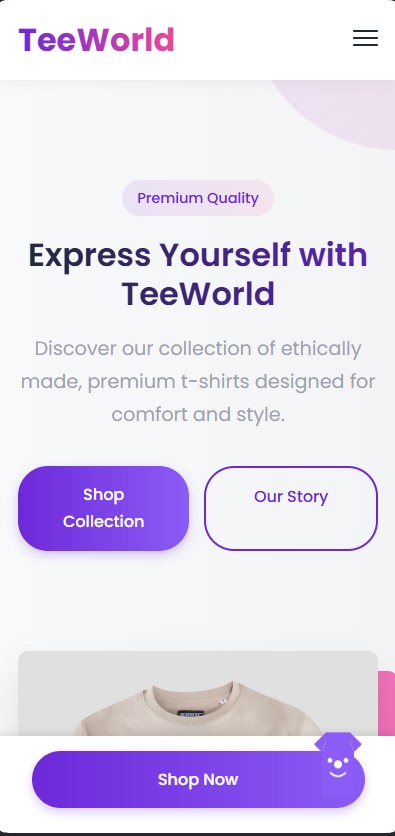 TeeWorld
Premium Quality
Express Yourself with
TeeWorld
Discover our collection of ethically
made, premium t-shirts designed for
comfort and style.
Shop
Collection
Our Story
Shop Now